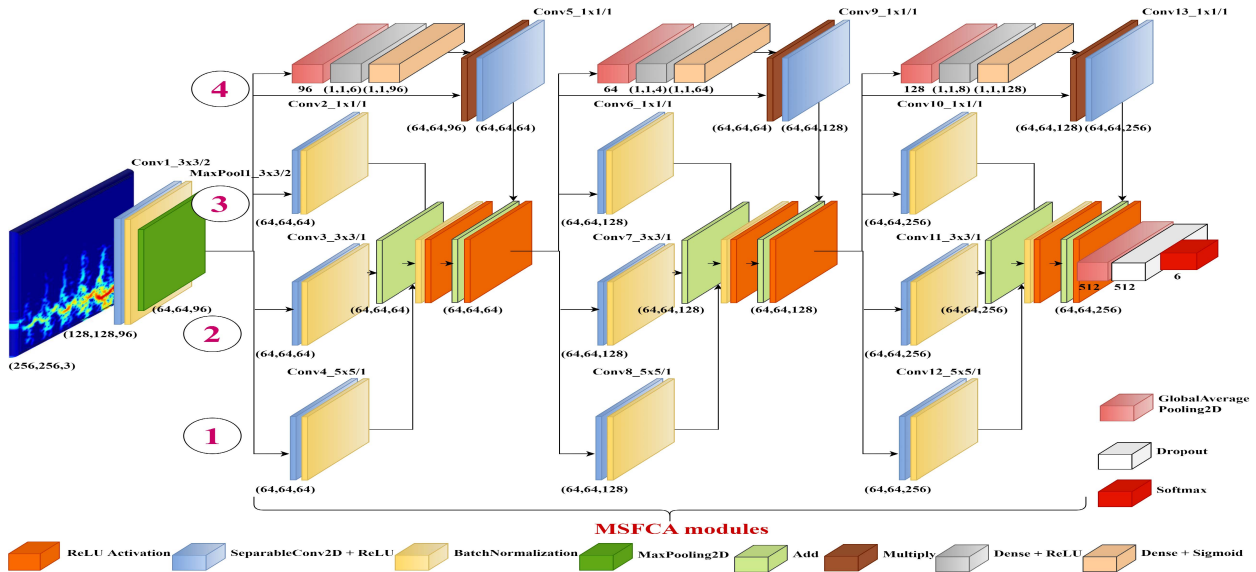 Conv5_1x1/1
Conv9_1x1/1
Conv13_1x1/1
4
96
(1,1,6)
(1,1,96)
64
(1,1,4)
(1,1,64)
128
(1,1,8)
(1,1,128)
Conv2_1x1/1
Conv6_1x1/1
Conv10_1x1/1
(64,64,96)
(64,64,64)
(64,64,64)
(64,64,128)
(64,64,128)
(64,64,256)
Conv1_3x3/2
MaxPool1_3x3/2
3
(64,64,64)
(64,64,128)
(64,64,256)
Conv3_3x3/1
Conv7_3x3/1
Conv11_3x3/1
512
512
6
(64,64,96)
(64,64,64)
(64,64,64)
(64,64,128)
(64,64,128)
(64,64,256)
(64,64,256)
(128,128,96)
2
(256,256,3)
(64,64,64)
(64,64,128)
(64,64,256)
Conv4_5x5/1
Conv8_5x5/1
Conv12_5x5/1
1
GlobalAverage
Pooling2D
Dropout
Softmax
(64,64,64)
(64,64,128)
(64,64,256)
MSFCA modules
ReLU Activation
SeparableConv2D + ReLU
BatchNormalization
MaxPooling2D
Add
Multiply
Dense + ReLU
Dense + Sigmoid